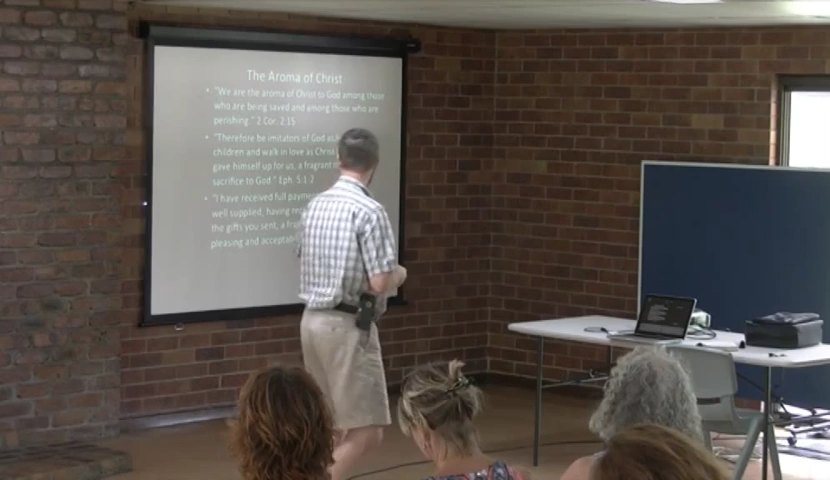 The Aroma of Christ
• "We are the aroma of Christ to God among those
who are being saved and among those who are
perishing." 2 Cor. 2:15
• "Therefore be imitators of God as
children and walk in love as Christ
gave himself up for us, a fragrant
sacrifice to God." Eph. 5:1-2
• "I have received full
well supplied, having
the gifts you sent, a
pleasing and